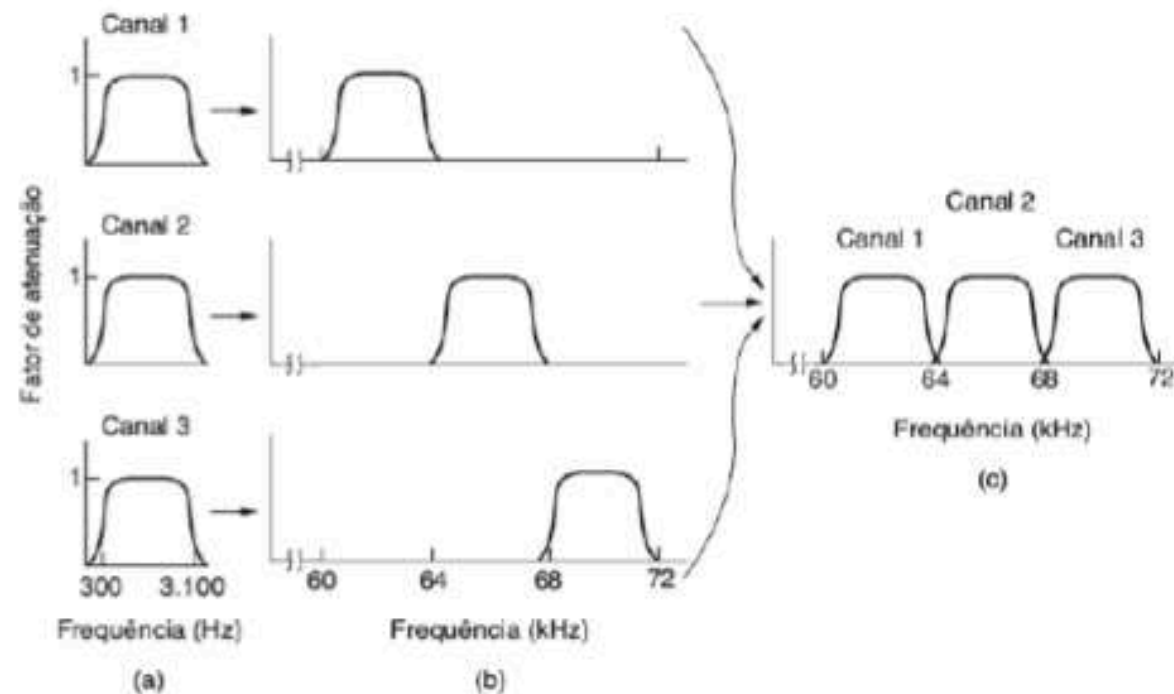 Canal 1
1
Canal 2
1
Canal 3
1
Fator de atenuação
300 3.100
Frequência (Hz)
(a)
60 64 68 72
Frequência (kHz)
(b)
Canal 2
Canal 1 Canal 3
60 64 68 72
Frequência (kHz)
(c)